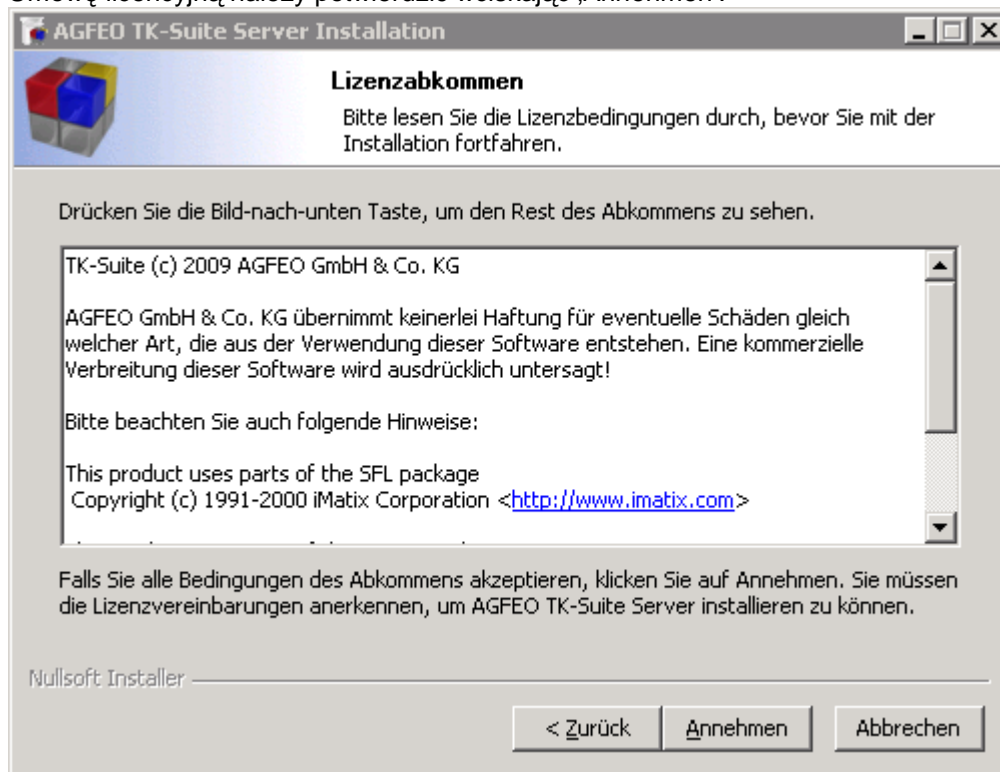 Umowę licencyjną należy potwierdzić wciskając „Annehmen”.
AGFEO TK-Suite Server Installation
Lizenzabkommen
Bitte lesen Sie die Lizenzbedingungen durch, bevor Sie mit der
Installation fortfahren.
Drücken Sie die Bild-nach-unten Taste, um den Rest des Abkommens zu sehen.
TK-Suite (c) 2009 AGFEO GmbH & Co. KG
AGFEO GmbH & Co. KG übernimmt keinerlei Haftung für eventuelle Schäden gleich
welcher Art, die aus der Verwendung dieser Software entstehen. Eine kommerzielle
Verbreitung dieser Software wird ausdrücklich untersagt!
Bitte beachten Sie auch folgende Hinweise:
This product uses parts of the SFL package
Copyright (c) 1991-2000 iMatix Corporation <http://www.imatix.com>
Falls Sie alle Bedingungen des Abkommens akzeptieren, klicken Sie auf Annehmen. Sie müssen
die Lizenzvereinbarungen anerkennen, um AGFEO TK-Suite Server installieren zu können.
Nullsoft Installer
< Zurück
Annehmen
Abbrechen